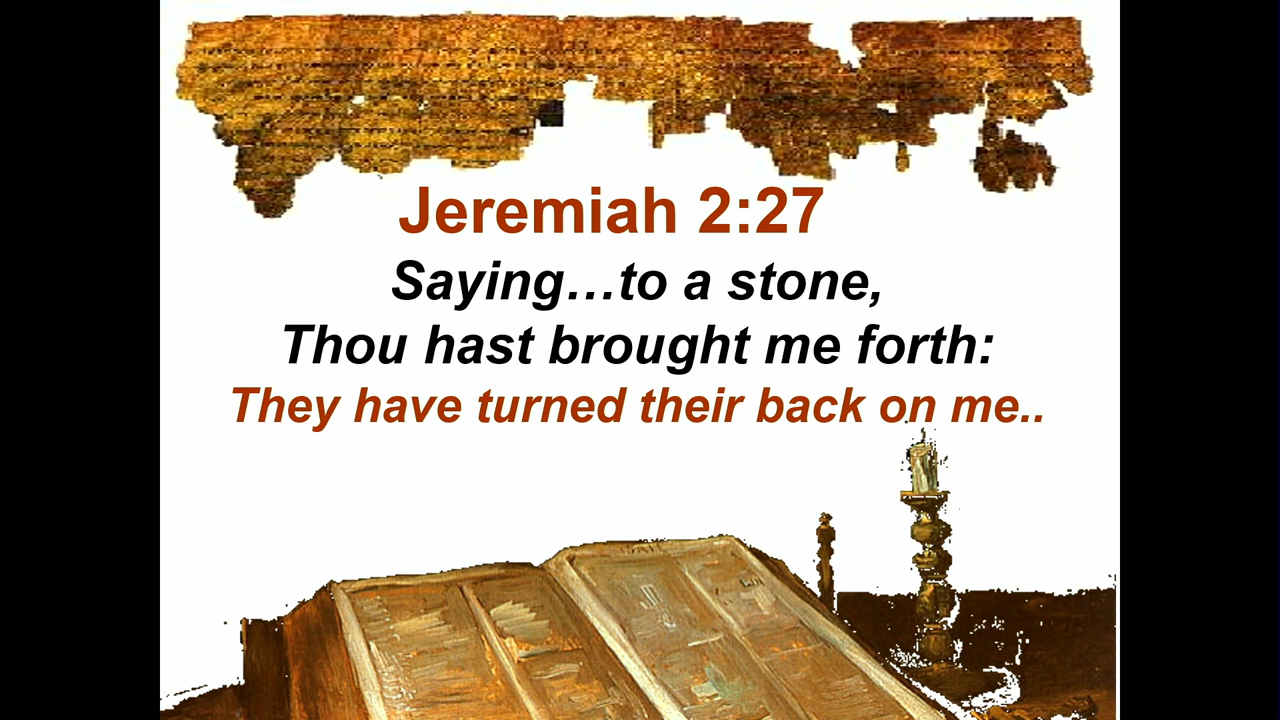 Jeremiah 2:27
Saying…to a stone,
Thou hast brought me forth:
They have turned their back on me..